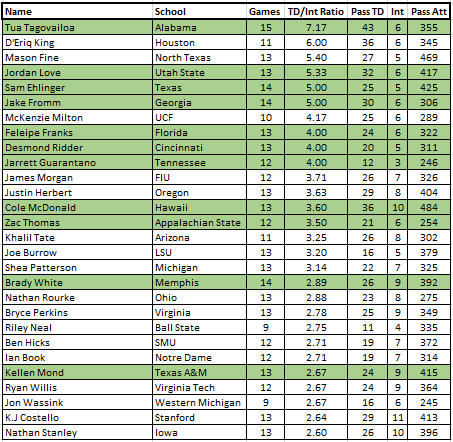 Name School Games TD/Int Ratio Pass TD Int Pass Att
Tua Tagovailoa Alabama 15 7.17 43 6 355
D'Eriq King Houston 11 6.00 36 6 345
Mason Fine North Texas 13 5.40 27 5 469
Jordan Love Utah State 13 5.33 32 6 417
Sam Ehlinger Texas 14 5.00 25 5 425
Jake Fromm Georgia 14 5.00 30 6 306
McKenzie Milton UCF 10 4.17 25 6 289
Feleipe Franks Florida 13 4.00 24 6 322
Desmond Ridder Cincinnati 13 4.00 20 5 311
Jarrett Guarantano Tennessee 12 4.00 12 3 246
James Morgan FIU 12 3.71 26 7 326
Justin Herbert Oregon 13 3.63 29 8 404
Cole McDonald Hawaii 13 3.60 36 10 484
Zac Thomas Appalachian State 12 3.50 21 6 254
Khalil Tate Arizona 11 3.25 26 8 302
Joe Burrow LSU 13 3.20 16 5 379
Shea Patterson Michigan 13 3.14 22 7 325
Brady White Memphis 14 2.89 26 9 392
Nathan Rourke Ohio 13 2.88 23 8 275
Bryce Perkins Virginia 13 2.78 25 9 349
Riley Neal Ball State 9 2.75 11 4 335
Ben Hicks SMU 12 2.71 19 7 372
Ian Book Notre Dame 12 2.71 19 7 314
Kellen Mond Texas A&M 13 2.67 24 9 415
Ryan Willis Virginia Tech 12 2.67 24 9 364
Jon Wassink Western Michigan 9 2.67 16 6 245
K.J Costello Stanford 13 2.64 29 11 413
Nathan Stanley Iowa 13 2.60 26 10 396